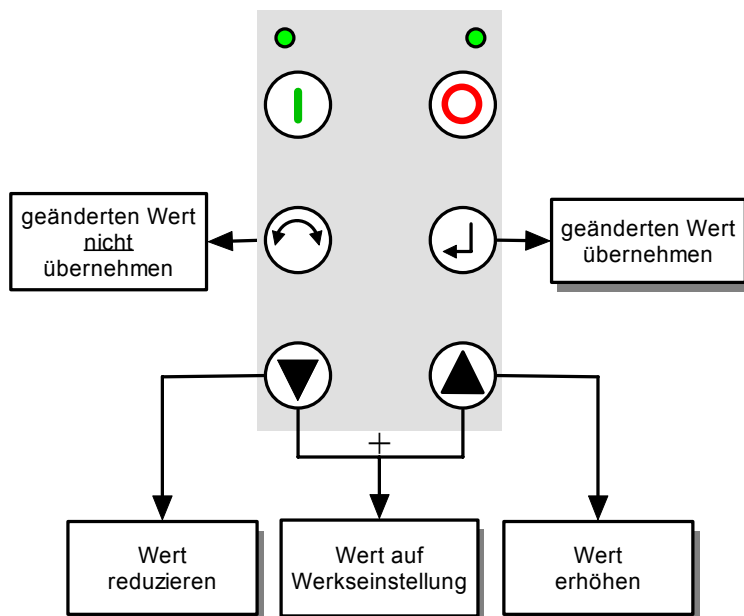 geänderten Wert
nicht
übernehmen
geänderten Wert
übernehmen
+
Wert
reduzieren
Wert auf
Werkseinstellung
Wert
erhöhen